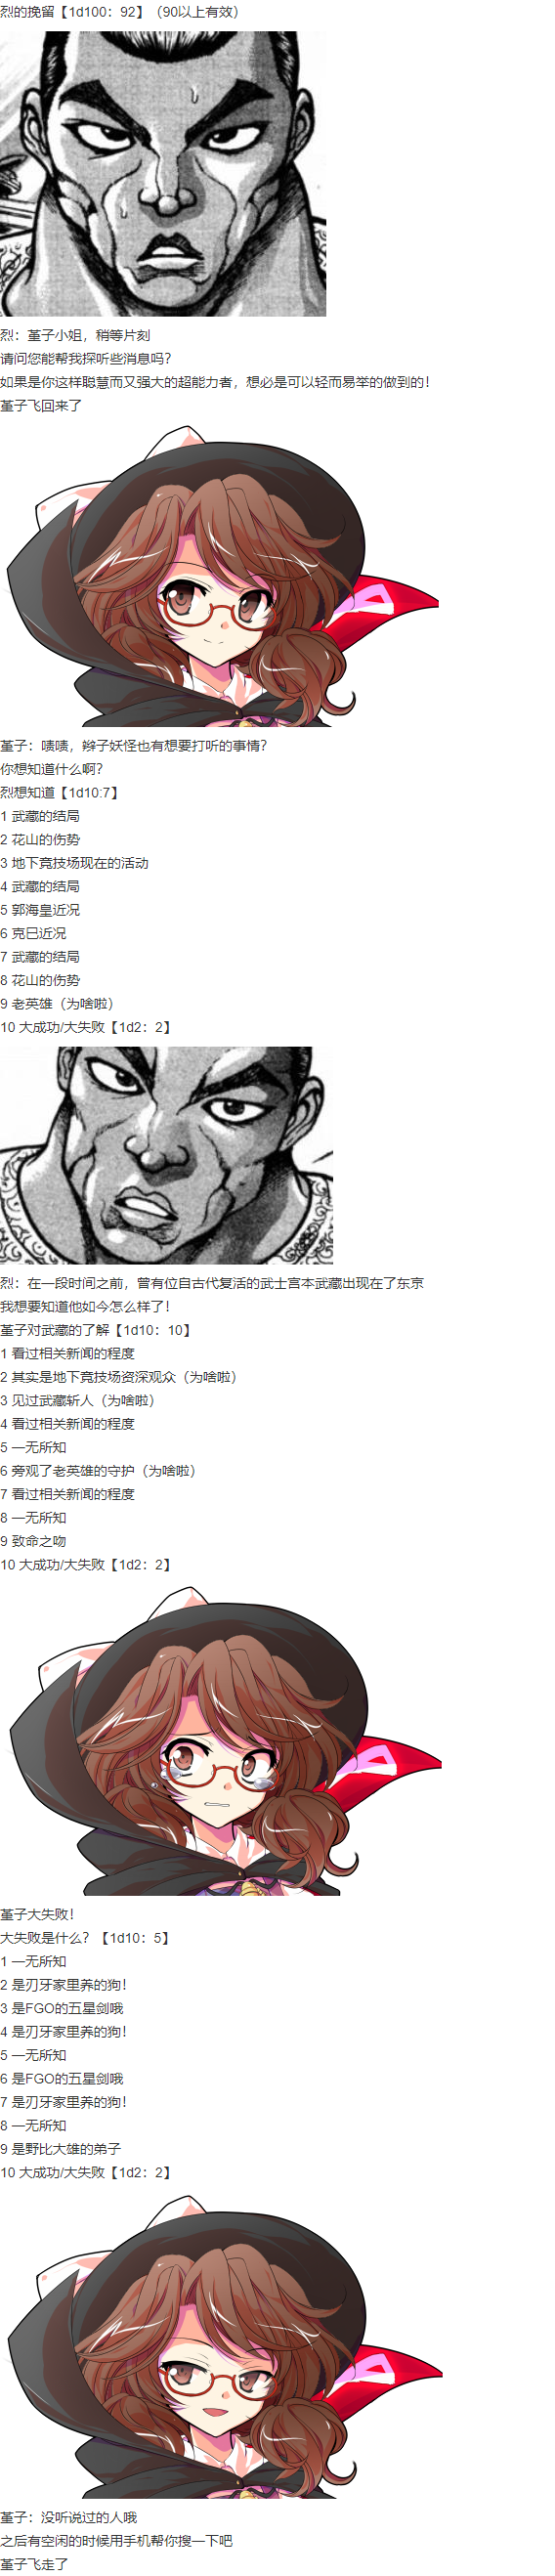 烈的挽留【1d100：92】（90以上有效）
烈：堇子小姐，稍等片刻
请问您能帮我探听些消息吗？
如果是你这样聪慧而又强大的超能力者，想必是可以轻而易举的做到的！
堇子飞回来了
堇子：啧啧，辫子妖怪也有想要打听的事情？
你想知道什么啊？
烈想知道【1d10:7】
1 武藏的结局
2 花山的伤势
3 地下竞技场现在的活动
4 武藏的结局
5 郭海皇近况
6 克巳近况
7 武藏的结局
8 花山的伤势
9 老英雄（为啥啦）
10 大成功/大失败【1d2：2】
烈：在一段时间之前，曾有位自古代复活的武士宫本武藏出现在了东京
我想要知道他如今怎么样了！
堇子对武藏的了解【1d10：10】
1 看过相关新闻的程度
2 其实是地下竞技场资深观众（为啥啦）
3 见过武藏斩人（为啥啦）
4 看过相关新闻的程度
5 一无所知
6 旁观了老英雄的守护（为啥啦）
7 看过相关新闻的程度
8 一无所知
9 致命之吻
10 大成功/大失败【1d2：2】
堇子大失败！
大失败是什么？【1d10：5】
1 一无所知
2 是刃牙家里养的狗！
3 是FGO的五星剑哦
4 是刃牙家里养的狗！
5 一无所知
6 是FGO的五星剑哦
7 是刃牙家里养的狗！
8 一无所知
9 是野比大雄的弟子
10 大成功/大失败【1d2：2】
堇子：没听说过的人哦
之后有空闲的时候用手机帮你搜一下吧
堇子飞走了